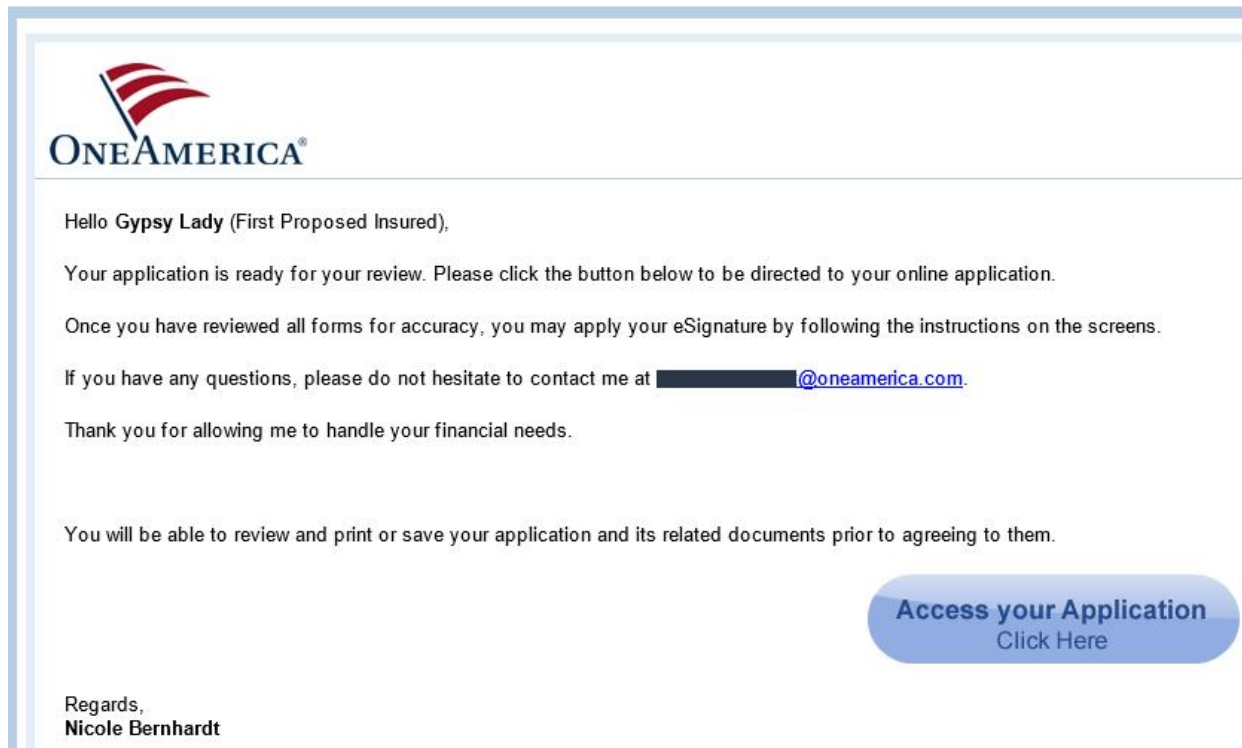 ONEAMERICA®
Hello Gypsy Lady (First Proposed Insured),
Your application is ready for your review. Please click the button below to be directed to your online application.
Once you have reviewed all forms for accuracy, you may apply your eSignature by following the instructions on the screens.
If you have any questions, please do not hesitate to contact me at @oneamerica.com.
Thank you for allowing me to handle your financial needs.
You will be able to review and print or save your application and its related documents prior to agreeing to them.
Access your Application
Click Here
Regards,
Nicole Bernhardt